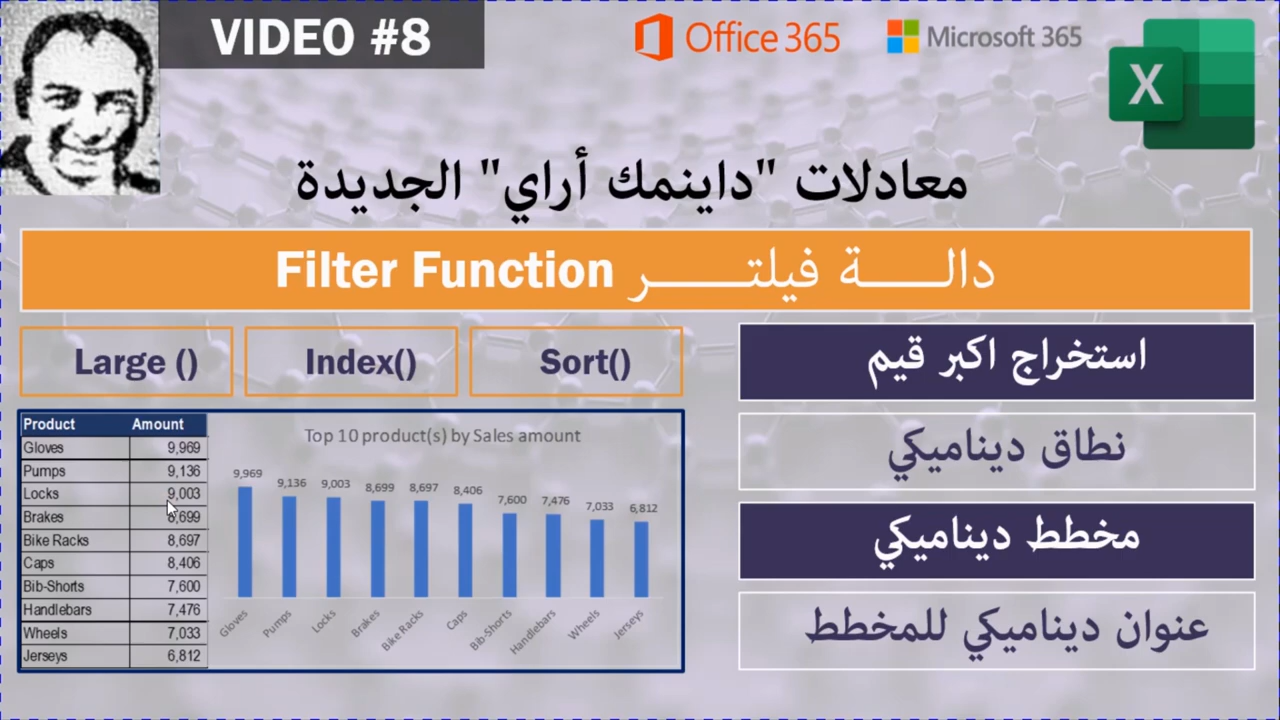 VIDEO #8
Office 365
Microsoft 365
X
معادلات "داينمك أراي" الجديدة
دالـــــة فيلتـــــــر Filter Function
Large ()
Index()
Sort()
استخراج اكبر قيم
نطاق ديناميكي
مخطط ديناميكي
عنوان ديناميكي للمخطط
Product Amount
Gloves 9,969
Pumps 9,136
Locks 9,003
Brakes 8,699
Bike Racks 8,697
Caps 8,406
Bib-Shorts 7,600
Handlebars 7,476
Wheels 7,033
Jerseys 6,812
Top 10 product(s) by Sales amount
9,969 9,136 9,003 8,699 8,697 8,406 7,600 7,476 7,033 6,812
Gloves Pumps Locks Brakes Bike Racks Caps Bib-Shorts Handlebars Wheels Jerseys